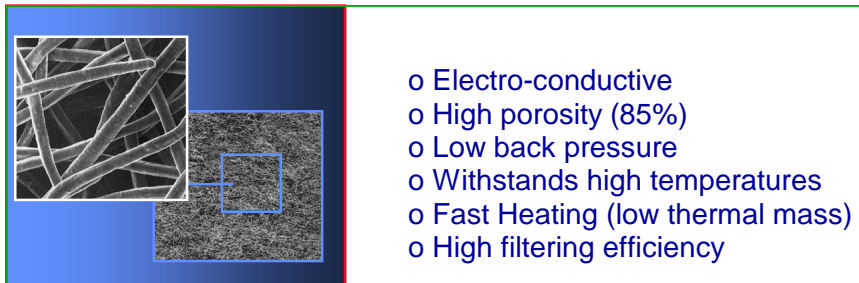 o Electro-conductive
o High porosity (85%)
o Low back pressure
o Withstands high temperatures
o Fast Heating (low thermal mass)
o High filtering efficiency